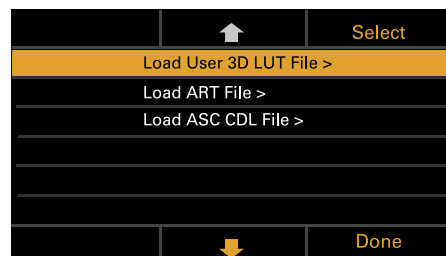 Select
Load User 3D LUT File >
Load ART File >
Load ASC CDL File >
Done